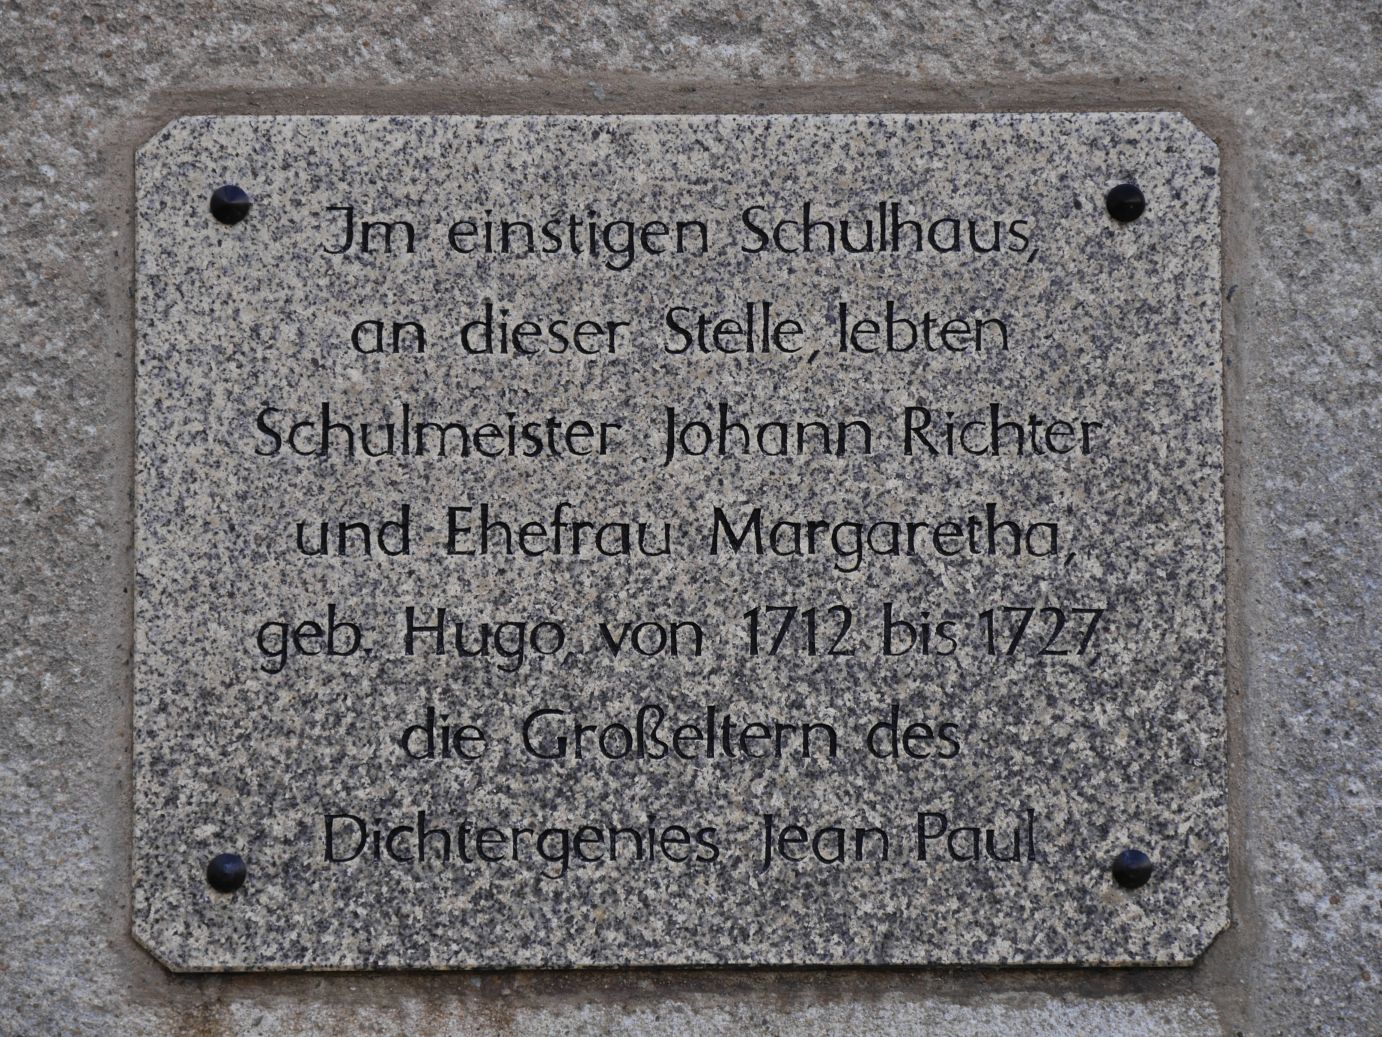 Im einstigen Schulhaus,
an dieser Stelle, lebten
Schulmeister Johann Richter
und Ehefrau Margaretha,
geb. Hugo, von 1712 bis 1727,
die Großeltern des
Dichtergenies Jean Paul